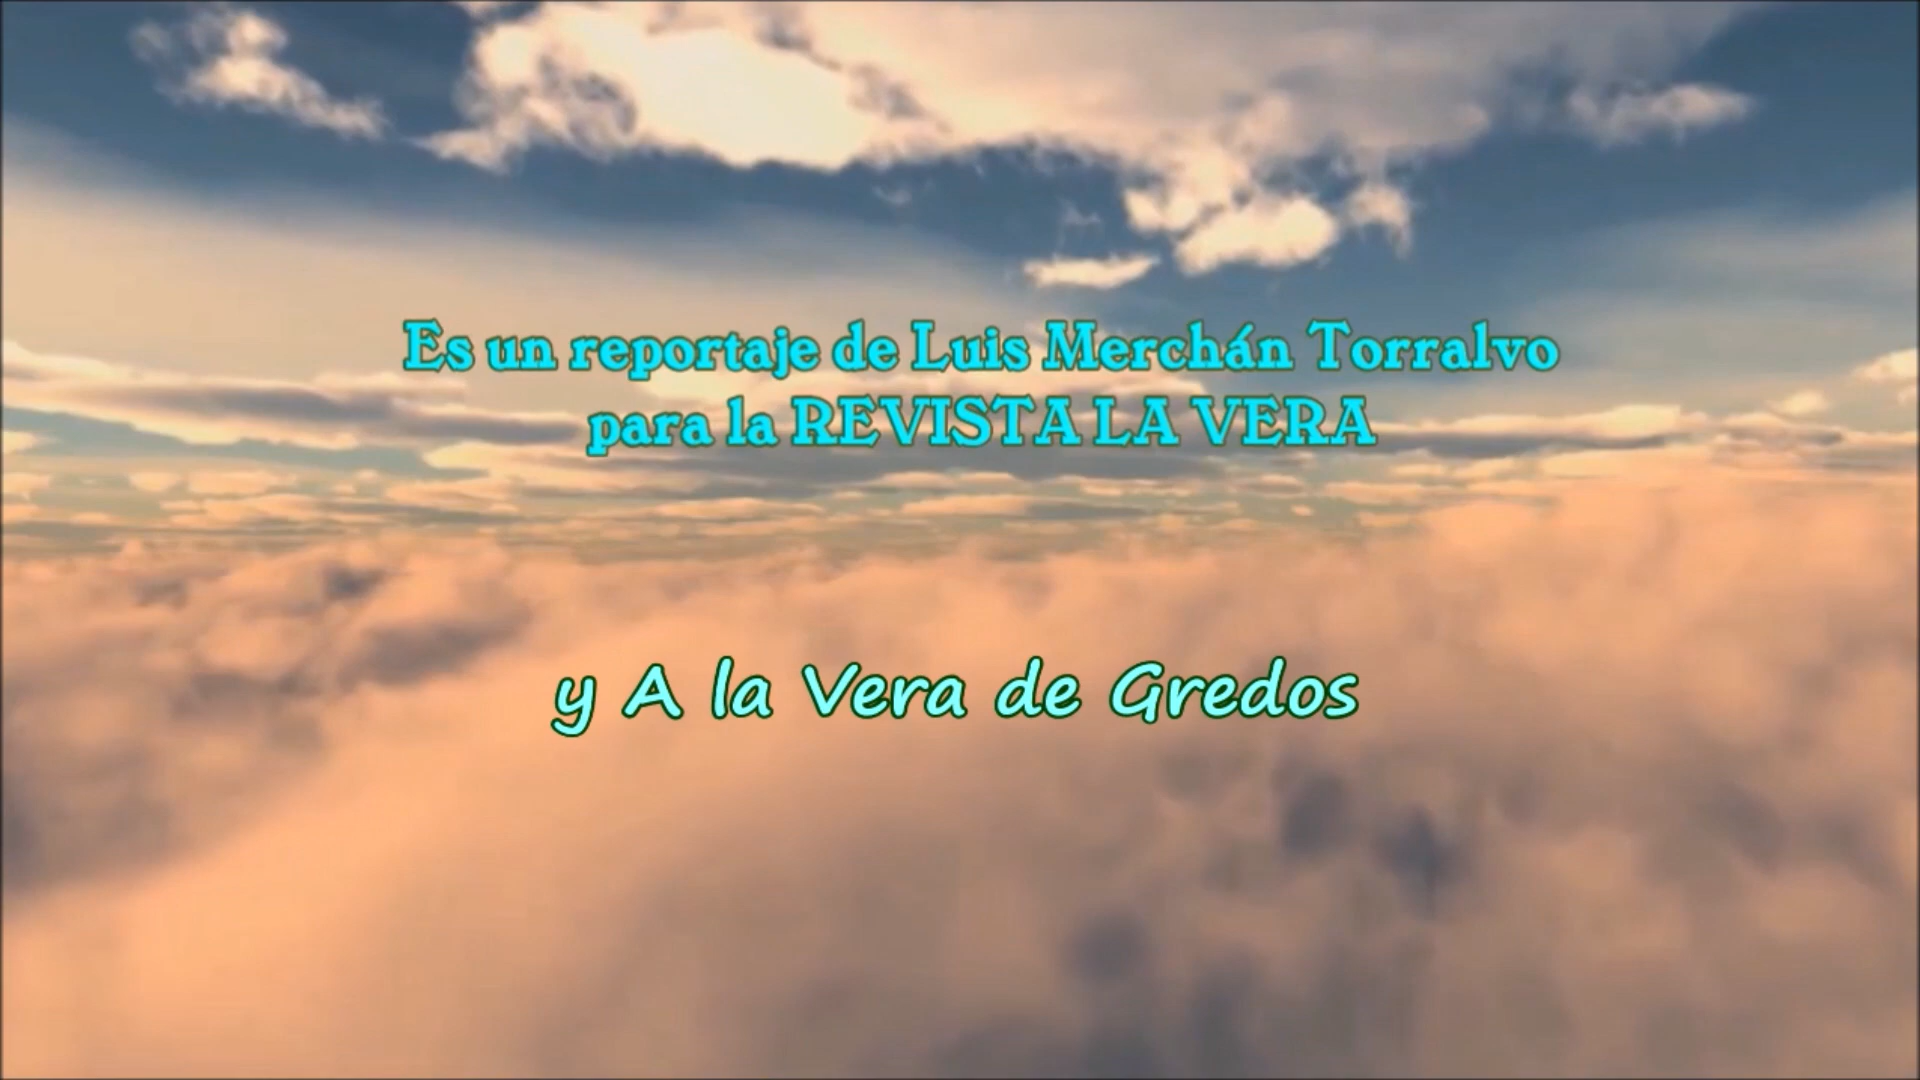 Es un reportaje de Luis Merchán Torralvo
para la REVISTA LA VERA
y A la Vera de Gredos